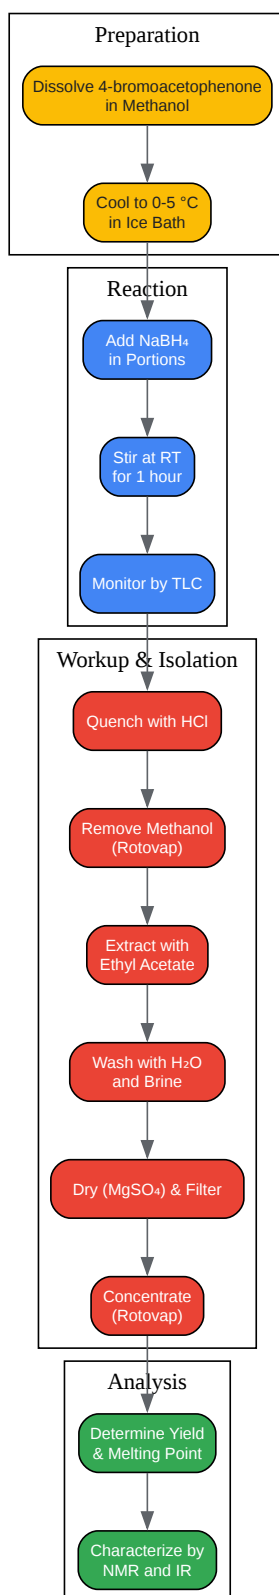 Preparation
Dissolve 4-bromoacetophenone
in Methanol
Cool to 0-5 °C
in Ice Bath
Reaction
Add NaBH₄
in Portions
Stir at RT
for 1 hour
Monitor by TLC
Workup & Isolation
Quench with HCl
Remove Methanol
(Rotovap)
Extract with
Ethyl Acetate
Wash with H₂O
and Brine
Dry (MgSO₄) & Filter
Concentrate
(Rotovap)
Analysis
Determine Yield
& Melting Point
Characterize by
NMR and IR